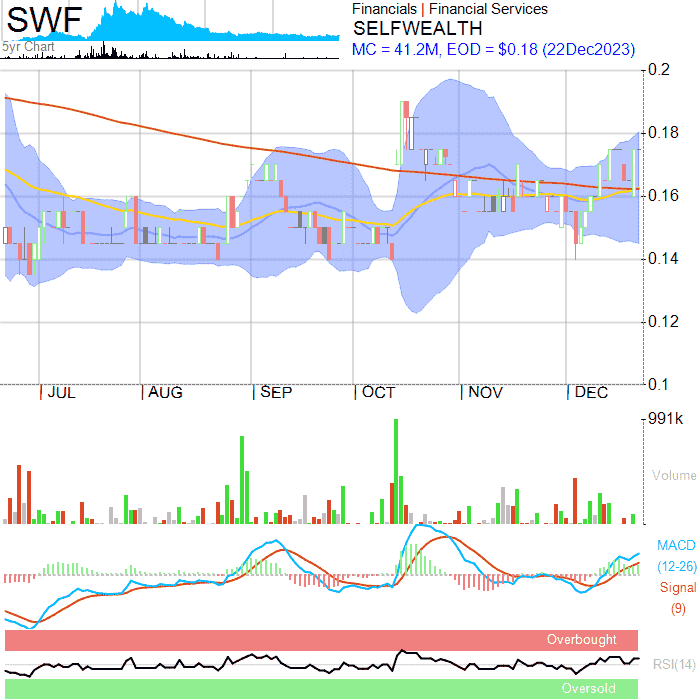 SWF
5yr Chart
Financials | Financial Services
SELFWEALTH
MC = 41.2M, EOD = $0.18 (22Dec2023)
0.2
0.18
0.16
0.14
0.12
0.1
JUL AUG SEP OCT NOV DEC
991k
Volume
MACD
(12-26)
Signal
(9)
Overbought
RSI(14)
Oversold